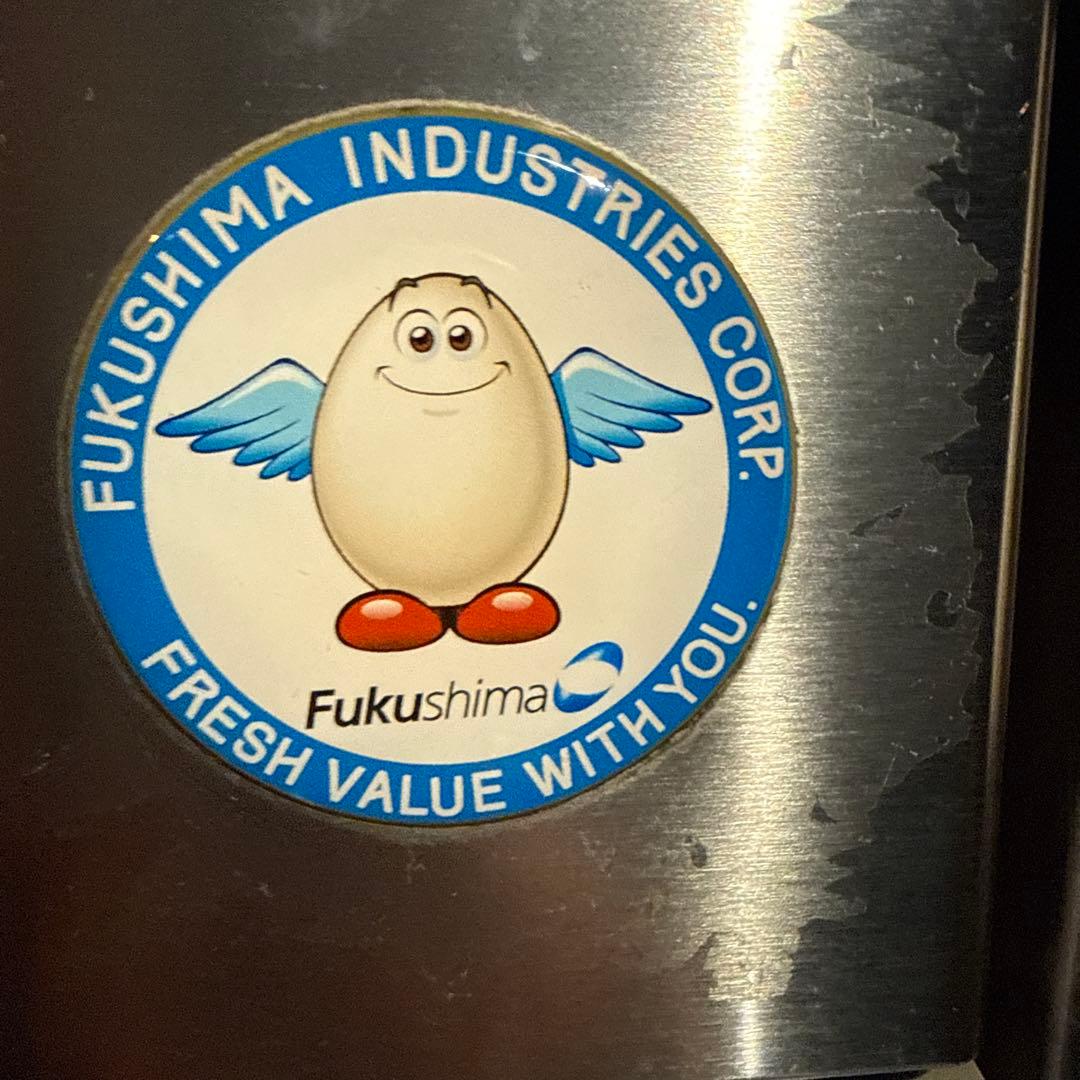 FUKUSHIMA INDUSTRIES CORP.
Fukushima
FRESH VALUE WITH YOU.